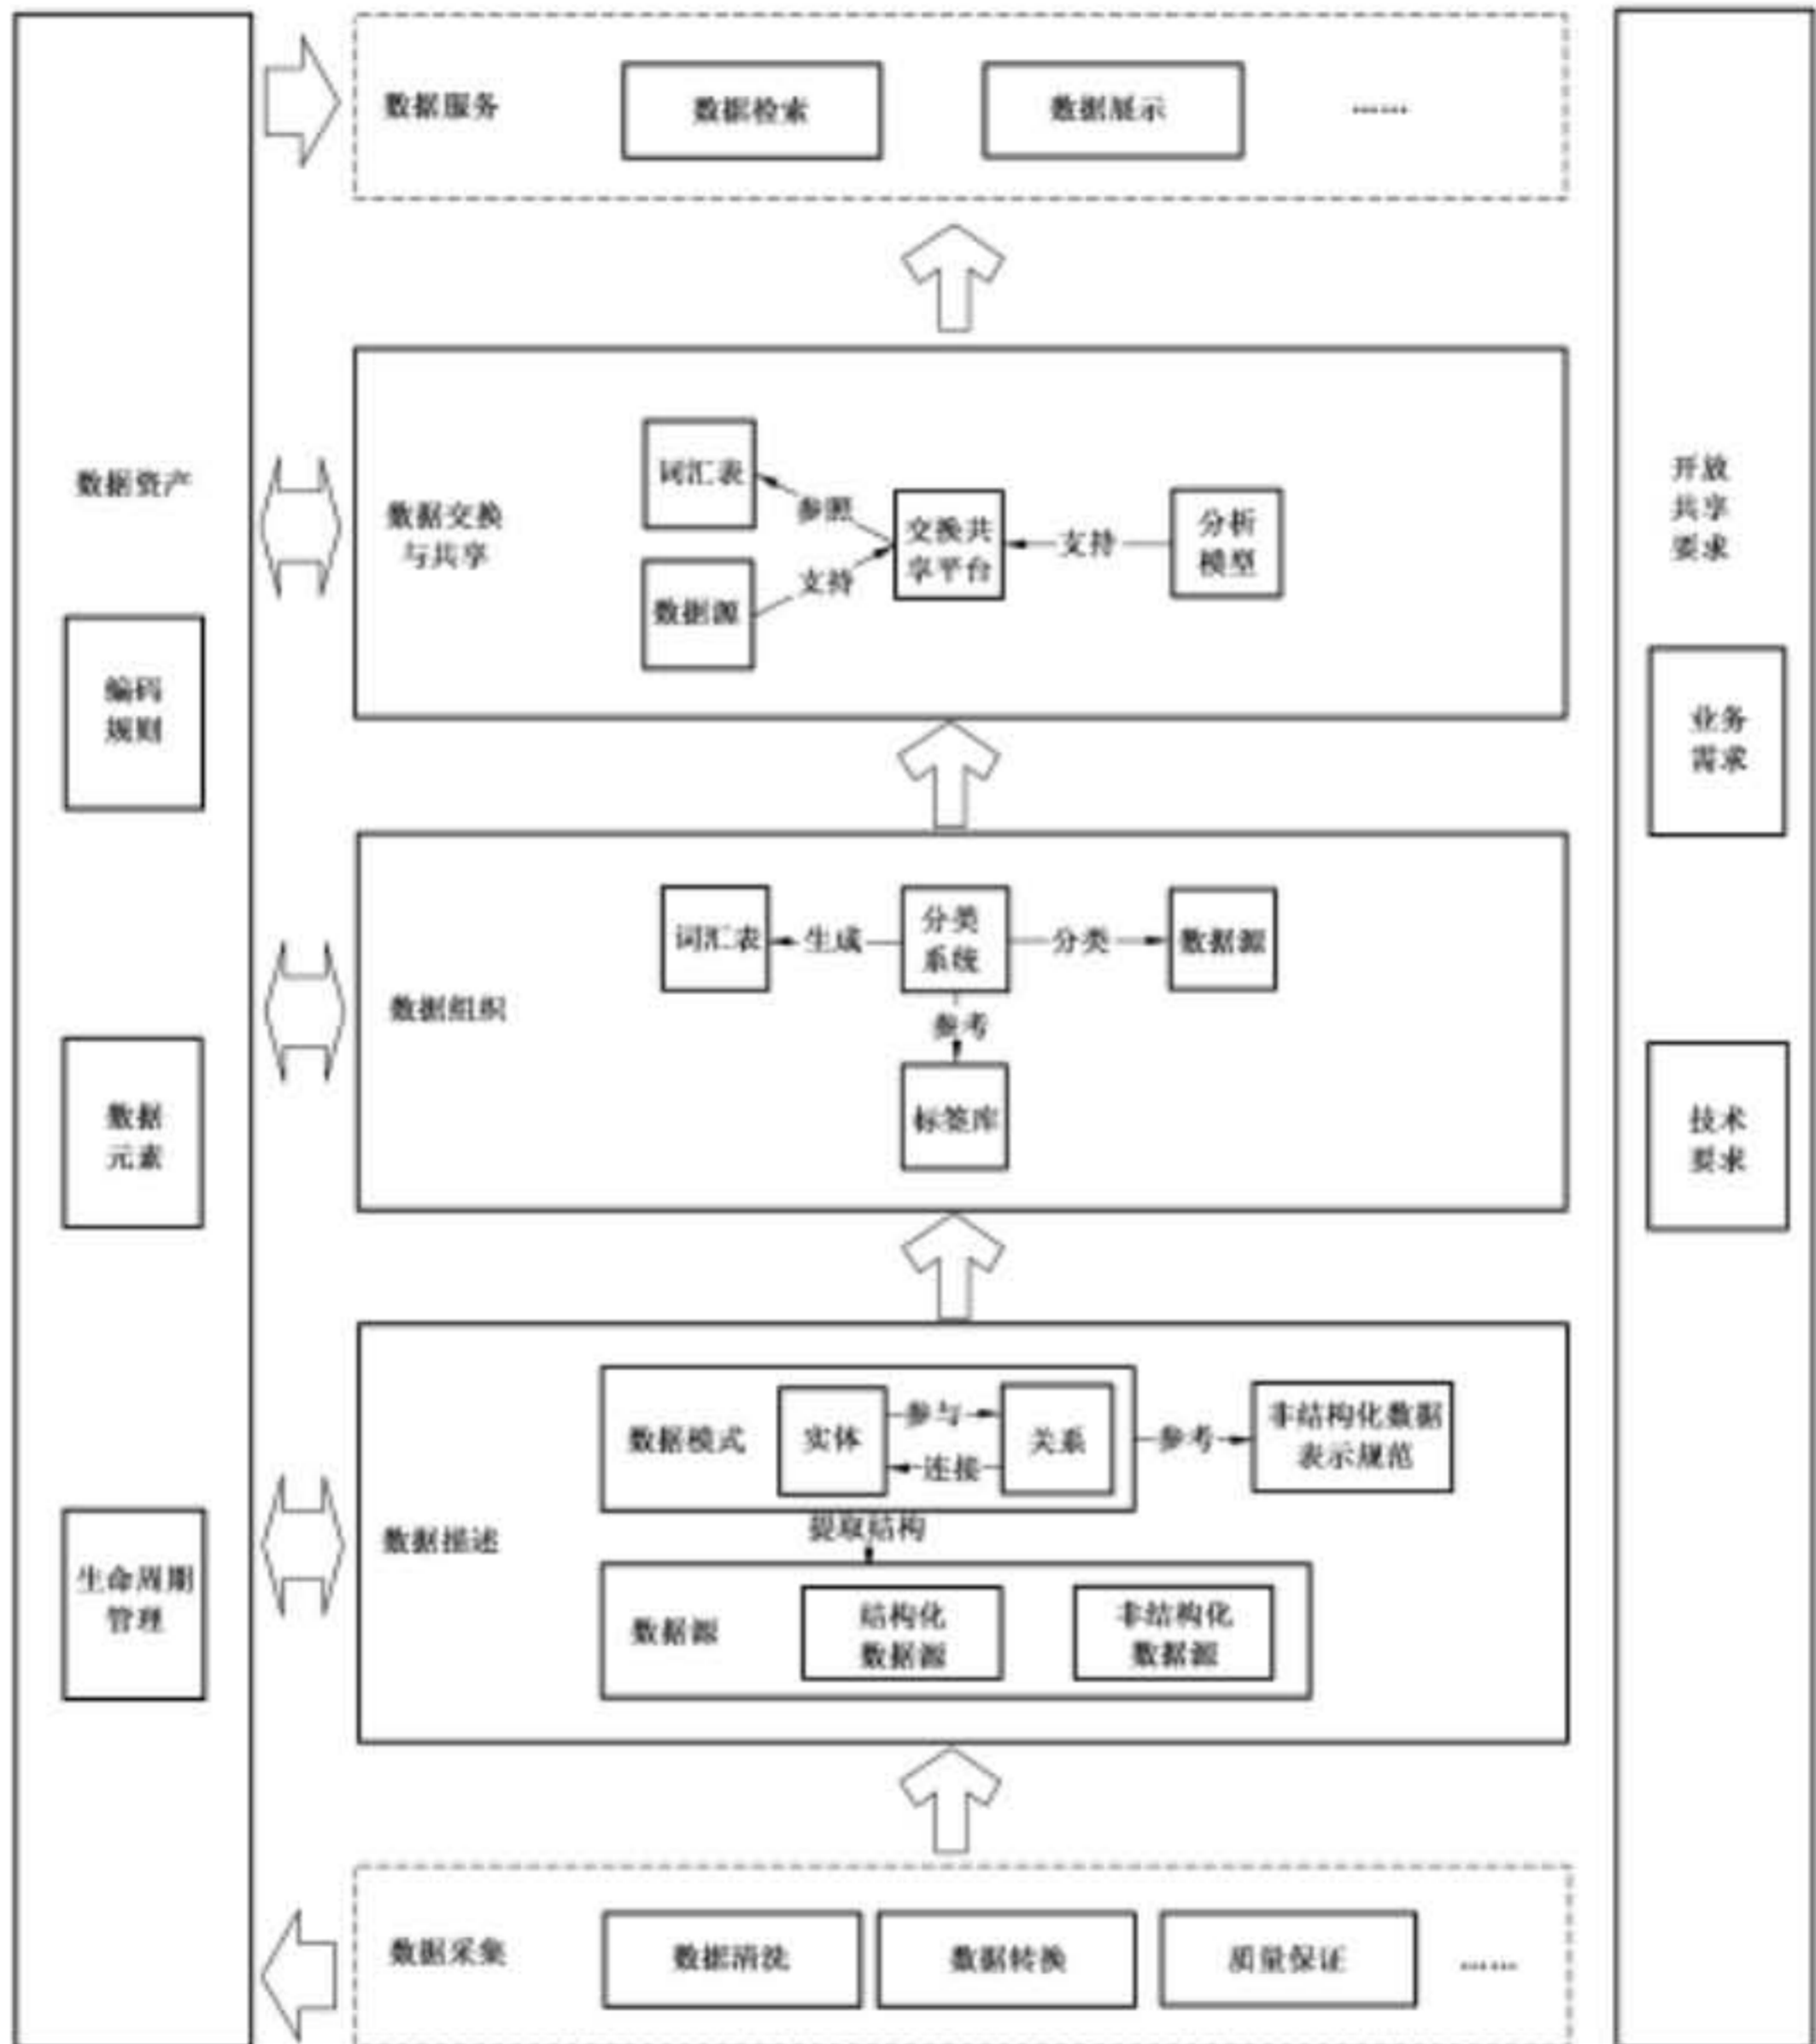 数据服务
数据检索
数据展示
……
数据资产
编码
规则
数据
元素
生命周期
管理
数据交换
与共享
词汇表
参照
数据源
支持
交换共
享平台
支持
分析
模型
数据组织
词汇表
生成
分类
系统
分类
数据源
参考
标签库
数据描述
数据模式
实体
参与
连接
关系
参考
非结构化数据
表示规范
提取结构
数据源
结构化
数据源
非结构化
数据源
数据采集
数据清洗
数据转换
质量保证
……
开放
共享
要求
业务
需求
技术
要求